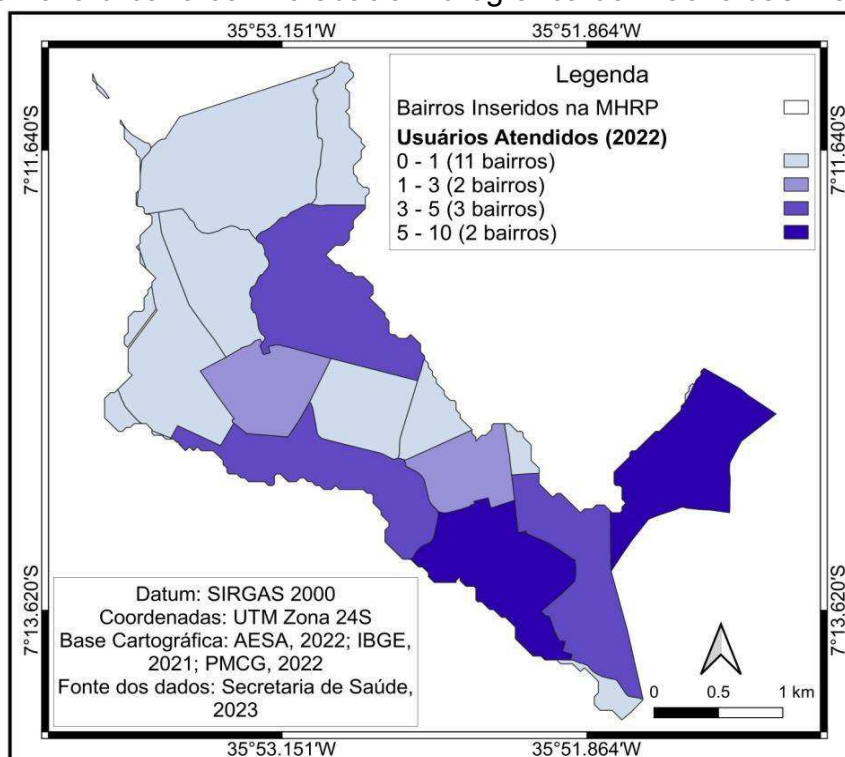 35°53.151'W 35°51.864'W
7°11.640'S
7°11.640'S
Legenda
Bairros Inseridos na MHRP
Usuários Atendidos (2022)
0 - 1 (11 bairros)
1 - 3 (2 bairros)
3 - 5 (3 bairros)
5 - 10 (2 bairros)
7°13.620'S
7°13.620'S
Datum: SIRGAS 2000
Coordenadas: UTM Zona 24S
Base Cartográfica: AESA, 2022; IBGE,
2021; PMCG, 2022
Fonte dos dados: Secretaria de Saúde,
2023
0 0.5 1 km
35°53.151'W 35°51.864'W